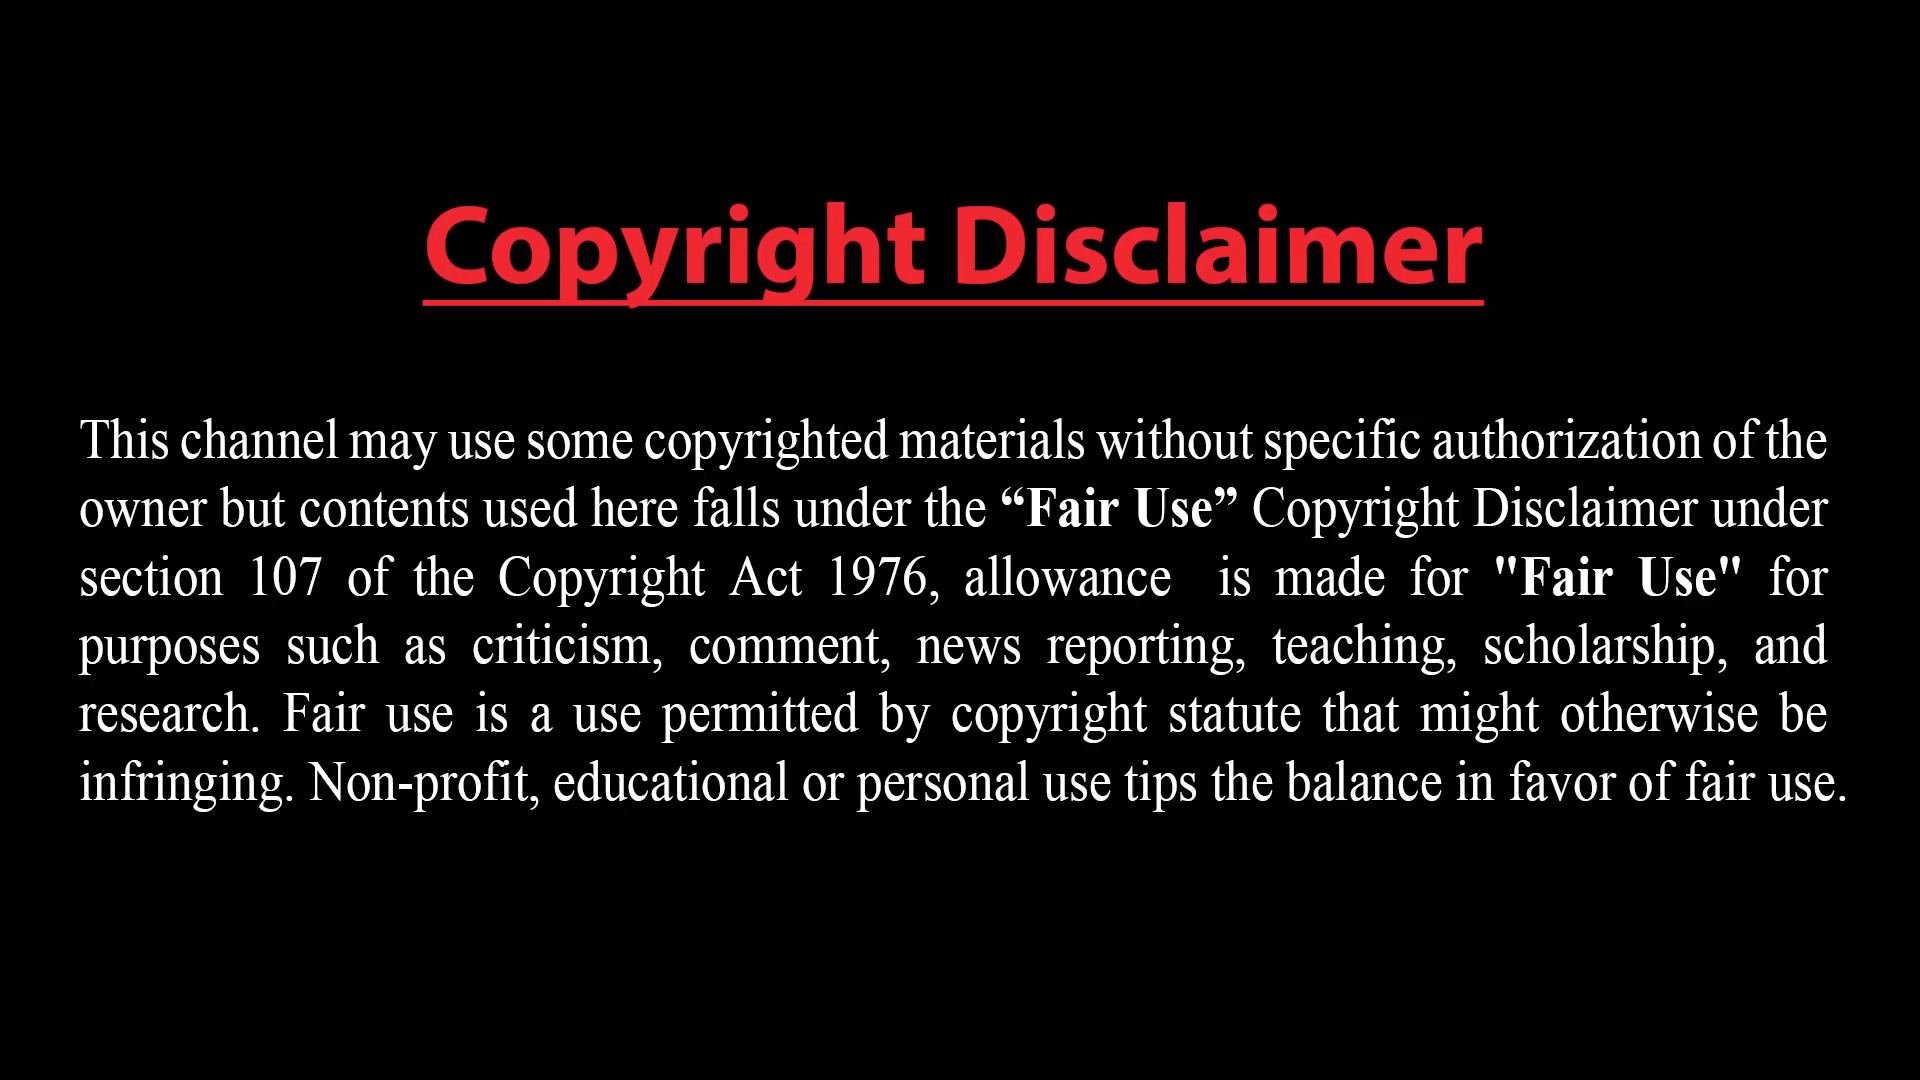 Copyright Disclaimer
This channel may use some copyrighted materials without specific authorization of the
owner but contents used here falls under the “Fair Use” Copyright Disclaimer under
section 107 of the Copyright Act 1976, allowance  is made for "Fair Use" for
purposes such as criticism, comment, news reporting, teaching, scholarship, and
research. Fair use is a use permitted by copyright statute that might otherwise be
infringing. Non-profit, educational or personal use tips the balance in favor of fair use.